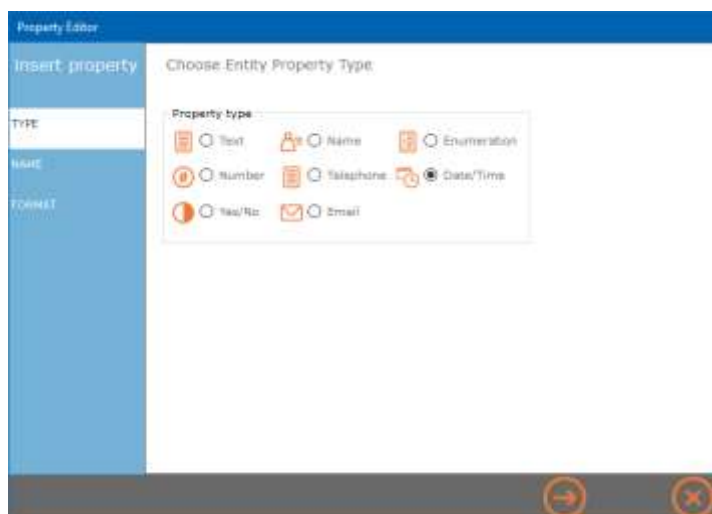 Property Editor
Insert property
Choose Entity Property Type
TYPE
NAME
FORMAT
Property type
Text
Name
Enumeration
Number
Telephone
Date/Time
Yes/No
Email